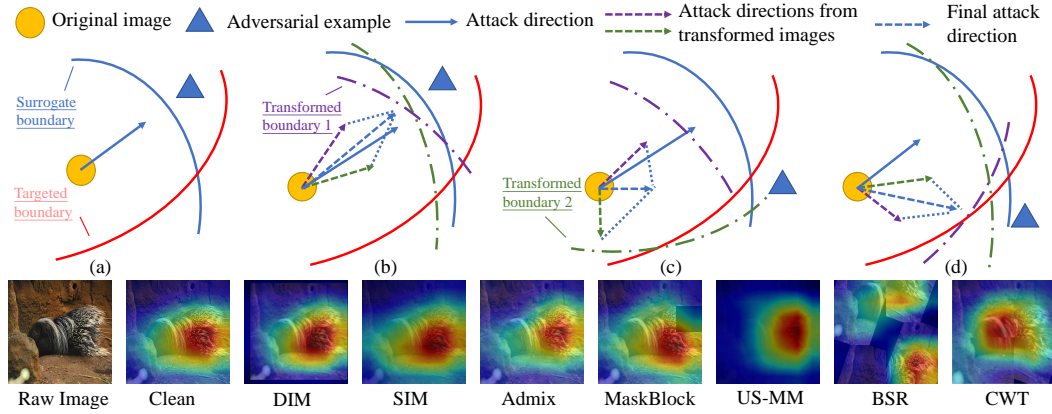 Original image
Adversarial example
Attack direction
Attack directions from
transformed images
Final attack
direction
Surrogate
boundary
Targeted
boundary
(a)
Transformed
boundary 1
(b)
Transformed
boundary 2
(c)
(d)
Raw Image
Clean
DIM
SIM
Admix
MaskBlock
US-MM
BSR
CWT